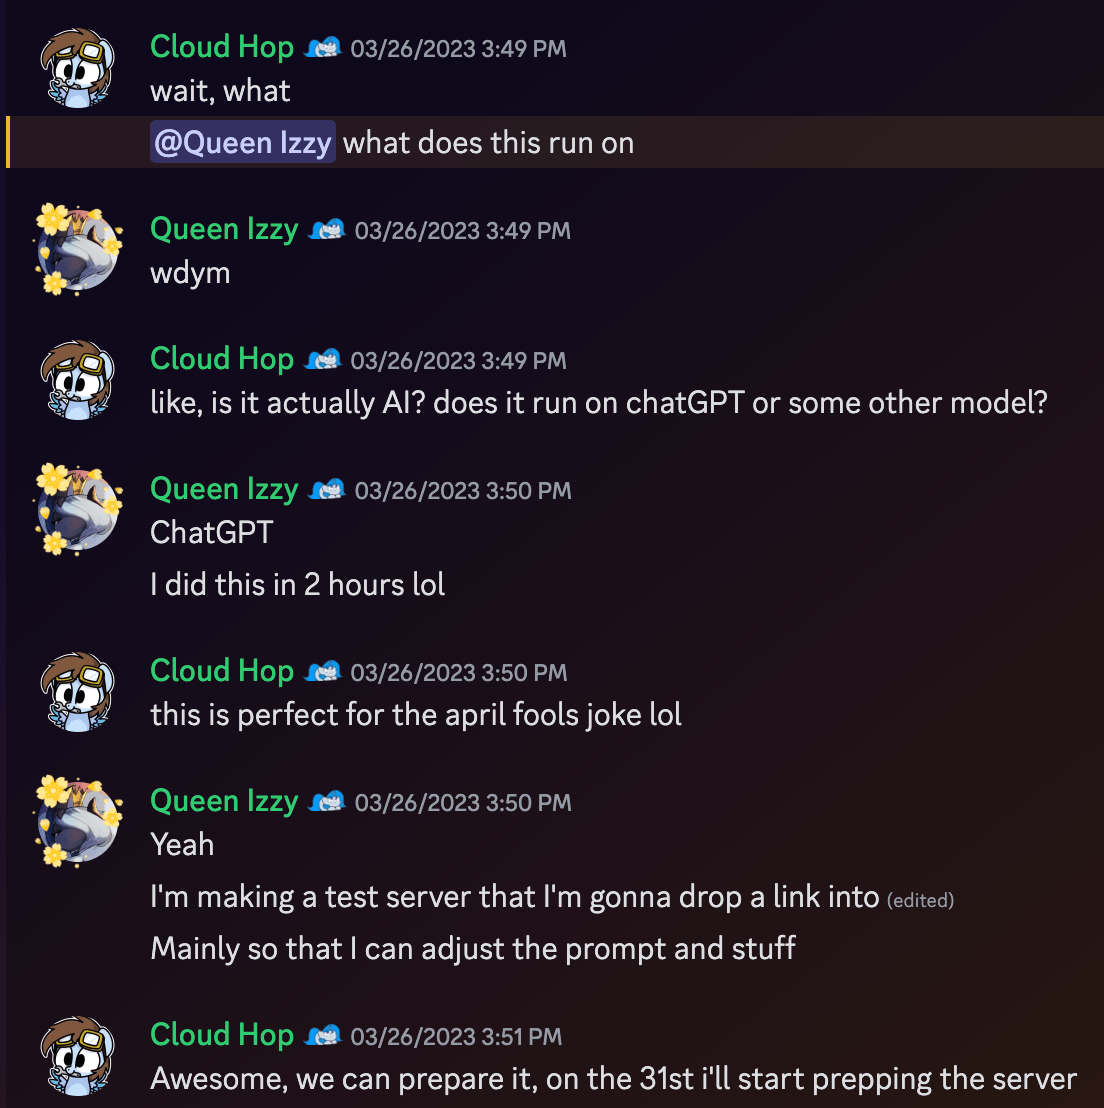 Cloud Hop 03/26/2023 3:49 PM
wait, what
@Queen Izzy what does this run on
Queen Izzy 03/26/2023 3:49 PM
wdym
Cloud Hop 03/26/2023 3:49 PM
like, is it actually AI? does it run on chatGPT or some other model?
Queen Izzy 03/26/2023 3:50 PM
ChatGPT
I did this in 2 hours lol
Cloud Hop 03/26/2023 3:50 PM
this is perfect for the april fools joke lol
Queen Izzy 03/26/2023 3:50 PM
Yeah
I'm making a test server that I'm gonna drop a link into (edited)
Mainly so that I can adjust the prompt and stuff
Cloud Hop 03/26/2023 3:51 PM
Awesome, we can prepare it, on the 31st i'll start prepping the server